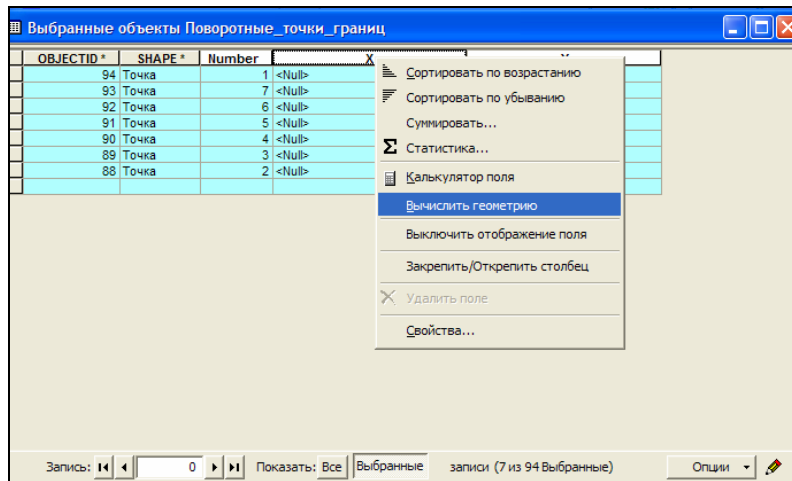 Выбранные объекты Поворотные_точки_границ
OBJECTID * SHAPE * Number X
94 Точка 1 <Null>
93 Точка 7 <Null>
92 Точка 6 <Null>
91 Точка 5 <Null>
90 Точка 4 <Null>
89 Точка 3 <Null>
88 Точка 2 <Null>
Сортировать по возрастанию
Сортировать по убыванию
Суммировать...
Σ Статистика...
Калькулятор поля
Вычислить геометрию
Выключить отображение поля
Закрепить/Открепить столбец
Удалить поле
Свойства...
Запись: 0 Показать: Все Выбранные записи (7 из 94 Выбранные) Опции